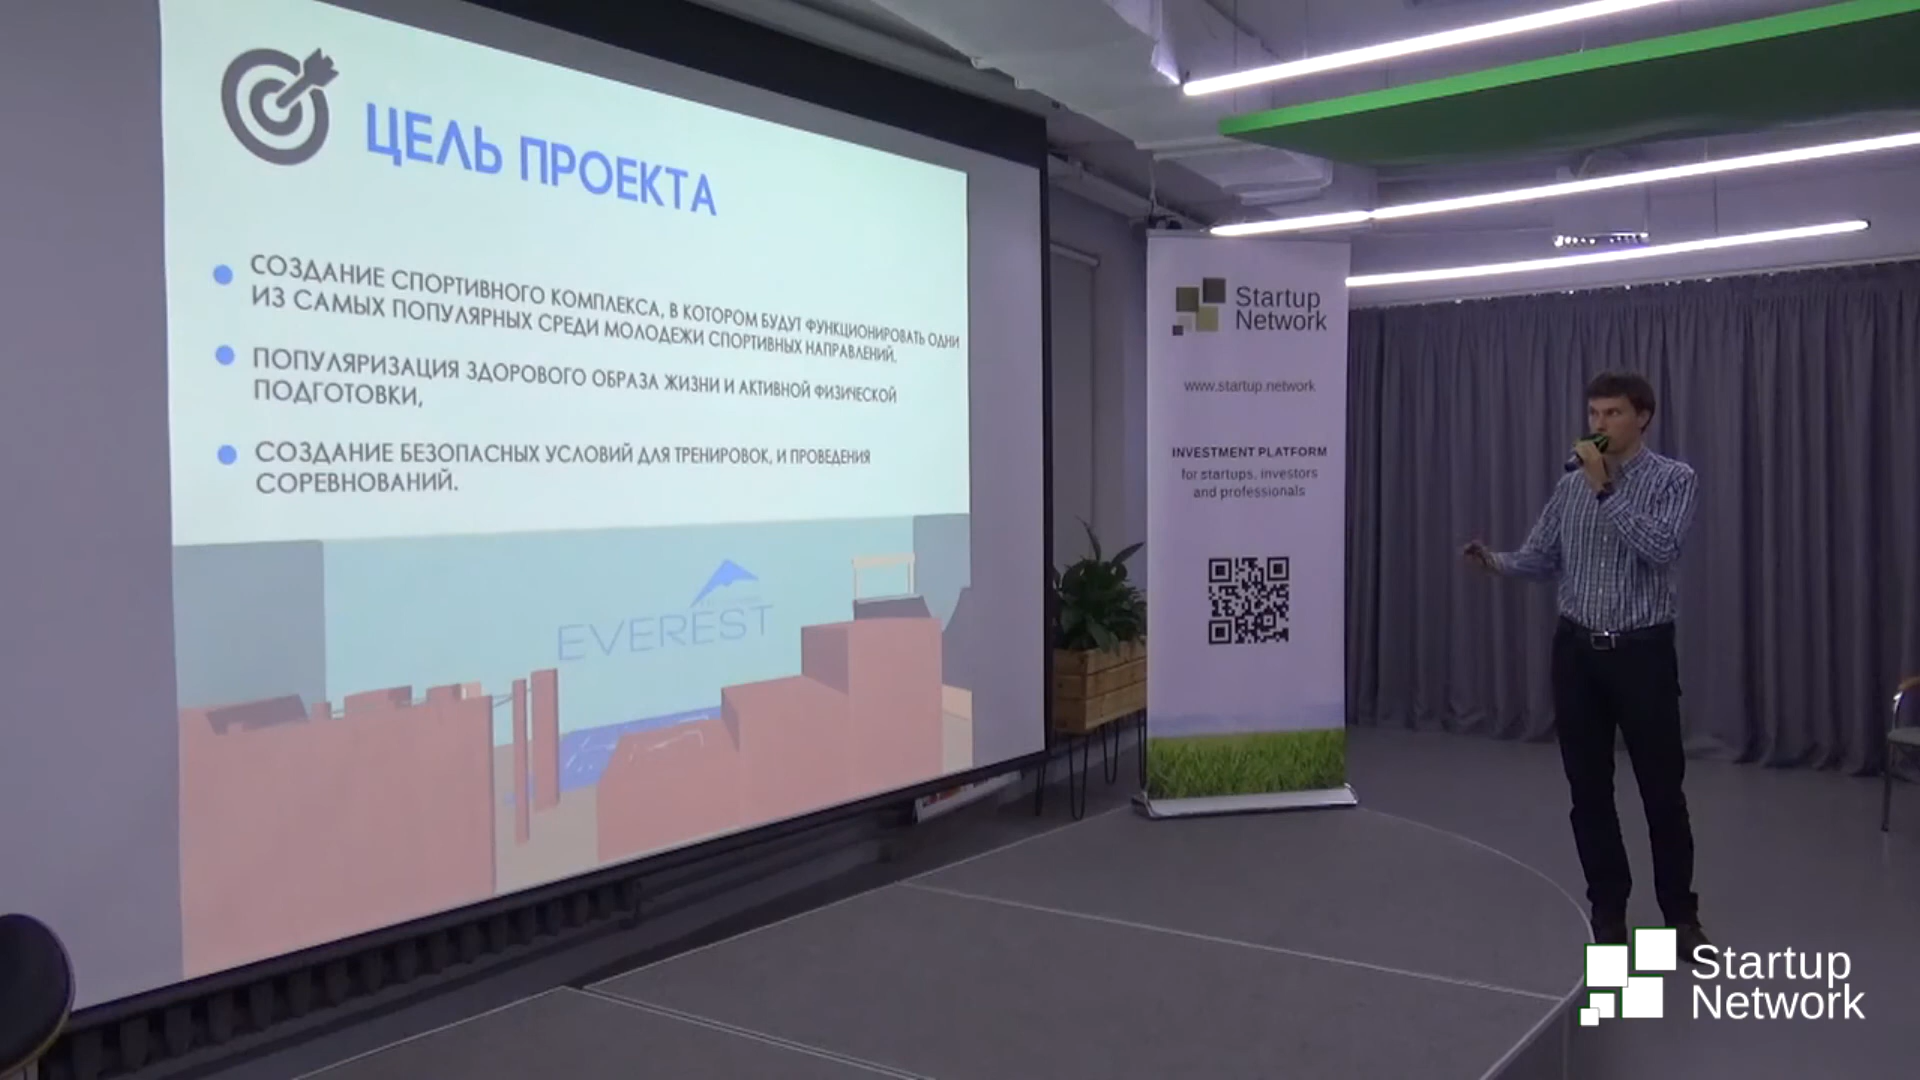 ЦЕЛЬ ПРОЕКТА
СОЗДАНИЕ СПОРТИВНОГО КОМПЛЕКСА, В КОТОРОМ БУДУТ ФУНКЦИОНИРОВАТЬ ОДНИ
ИЗ САМЫХ ПОПУЛЯРНЫХ СРЕДИ МОЛОДЕЖИ СПОРТИВНЫХ НАПРАВЛЕНИЙ.
ПОПУЛЯРИЗАЦИЯ ЗДОРОВОГО ОБРАЗА ЖИЗНИ И АКТИВНОЙ ФИЗИЧЕСКОЙ
ПОДГОТОВКИ,
СОЗДАНИЕ БЕЗОПАСНЫХ УСЛОВИЙ ДЛЯ ТРЕНИРОВОК, И ПРОВЕДЕНИЯ
СОРЕВНОВАНИЙ.
EVEREST
Startup
Network
www.startup.network
INVESTMENT PLATFORM
for startups, investors
and professionals
Startup
Network